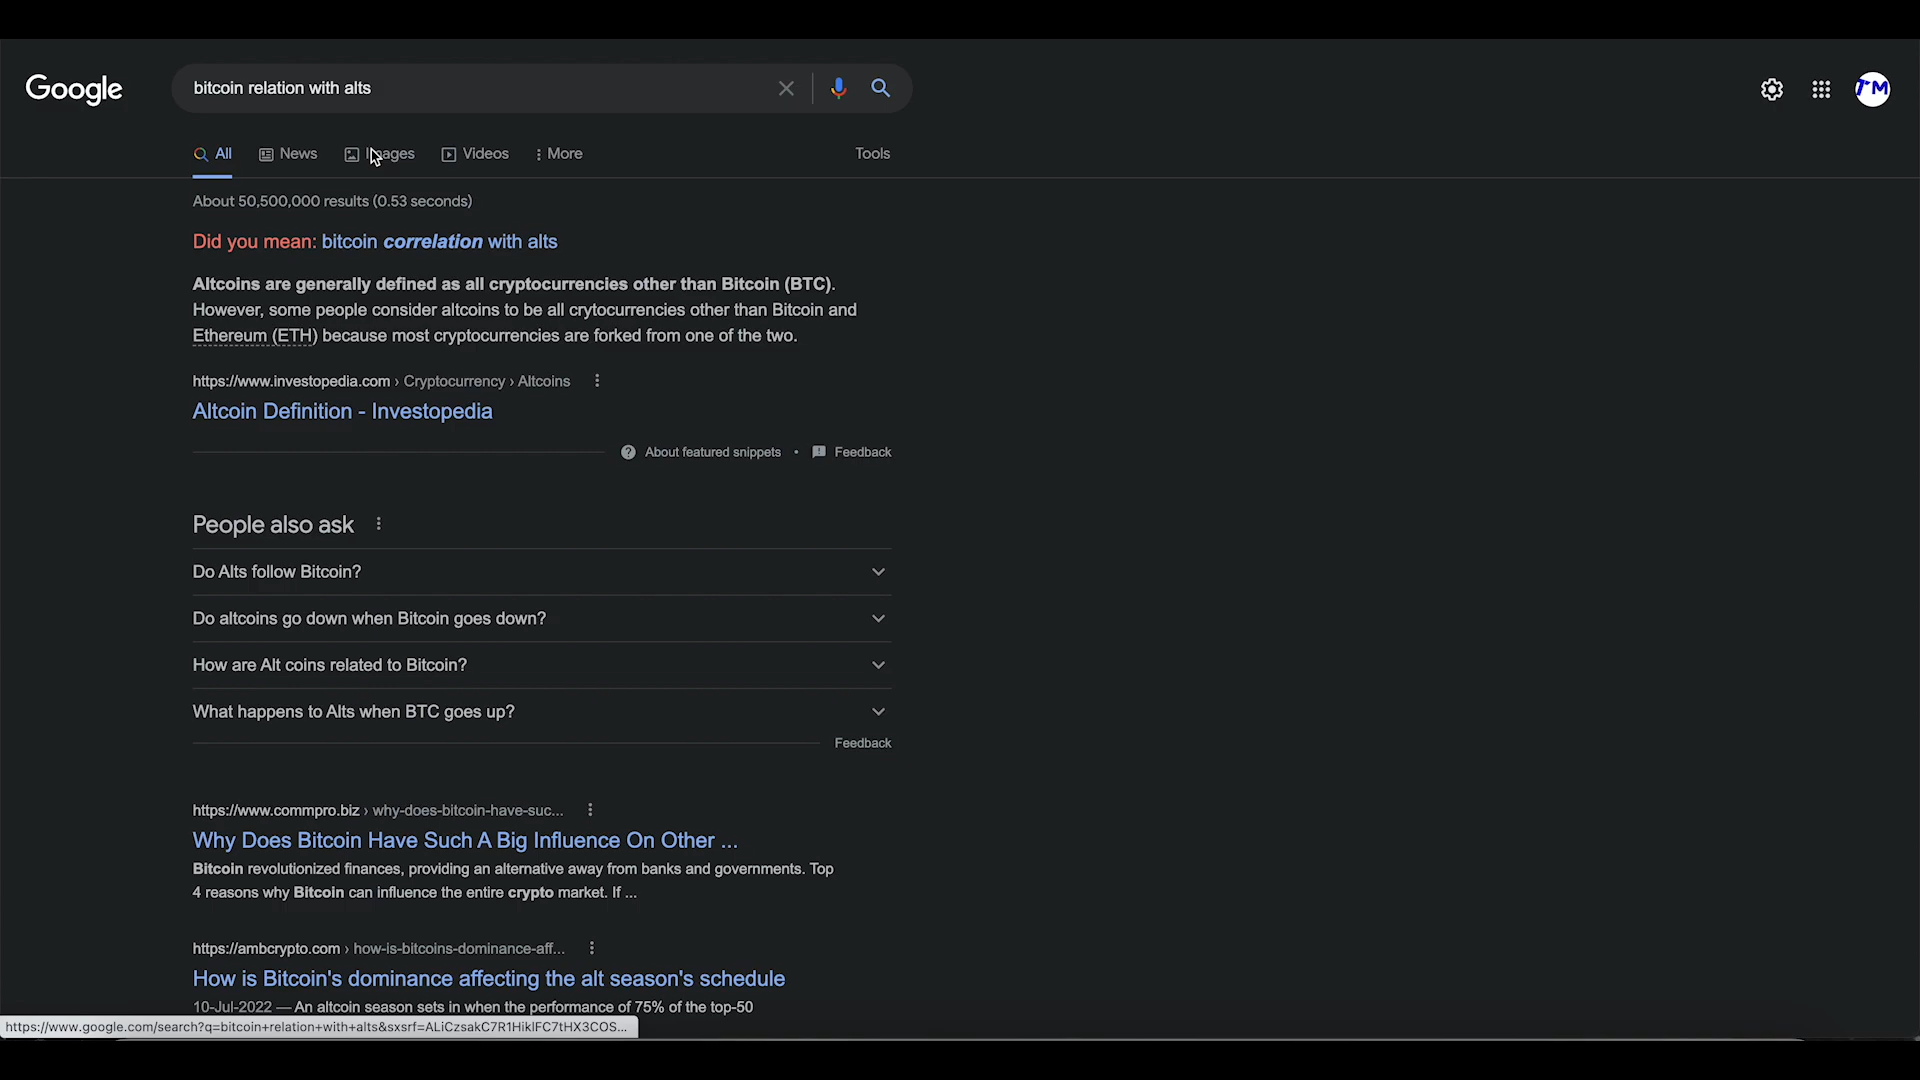 Google
bitcoin relation with alts
TM
All News Images Videos More Tools
About 50,500,000 results (0.53 seconds)
Did you mean: bitcoin correlation with alts
Altcoins are generally defined as all cryptocurrencies other than Bitcoin (BTC).
However, some people consider altcoins to be all crytocurrencies other than Bitcoin and
Ethereum (ETH) because most cryptocurrencies are forked from one of the two.
https://www.investopedia.com › Cryptocurrency › Altcoins
Altcoin Definition - Investopedia
About featured snippets • Feedback
People also ask
Do Alts follow Bitcoin?
Do altcoins go down when Bitcoin goes down?
How are Alt coins related to Bitcoin?
What happens to Alts when BTC goes up?
Feedback
https://www.commpro.biz › why-does-bitcoin-have-suc...
Why Does Bitcoin Have Such A Big Influence On Other ...
Bitcoin revolutionized finances, providing an alternative away from banks and governments. Top
4 reasons why Bitcoin can influence the entire crypto market. If ...
https://ambcrypto.com › how-is-bitcoins-dominance-aff...
How is Bitcoin's dominance affecting the alt season's schedule
10-Jul-2022 — An altcoin season sets in when the performance of 75% of the top-50
https://www.google.com/search?q=bitcoin+relation+with+alts&sxsrf=ALiCzsakC7R1HiklFC7tHX3COS...